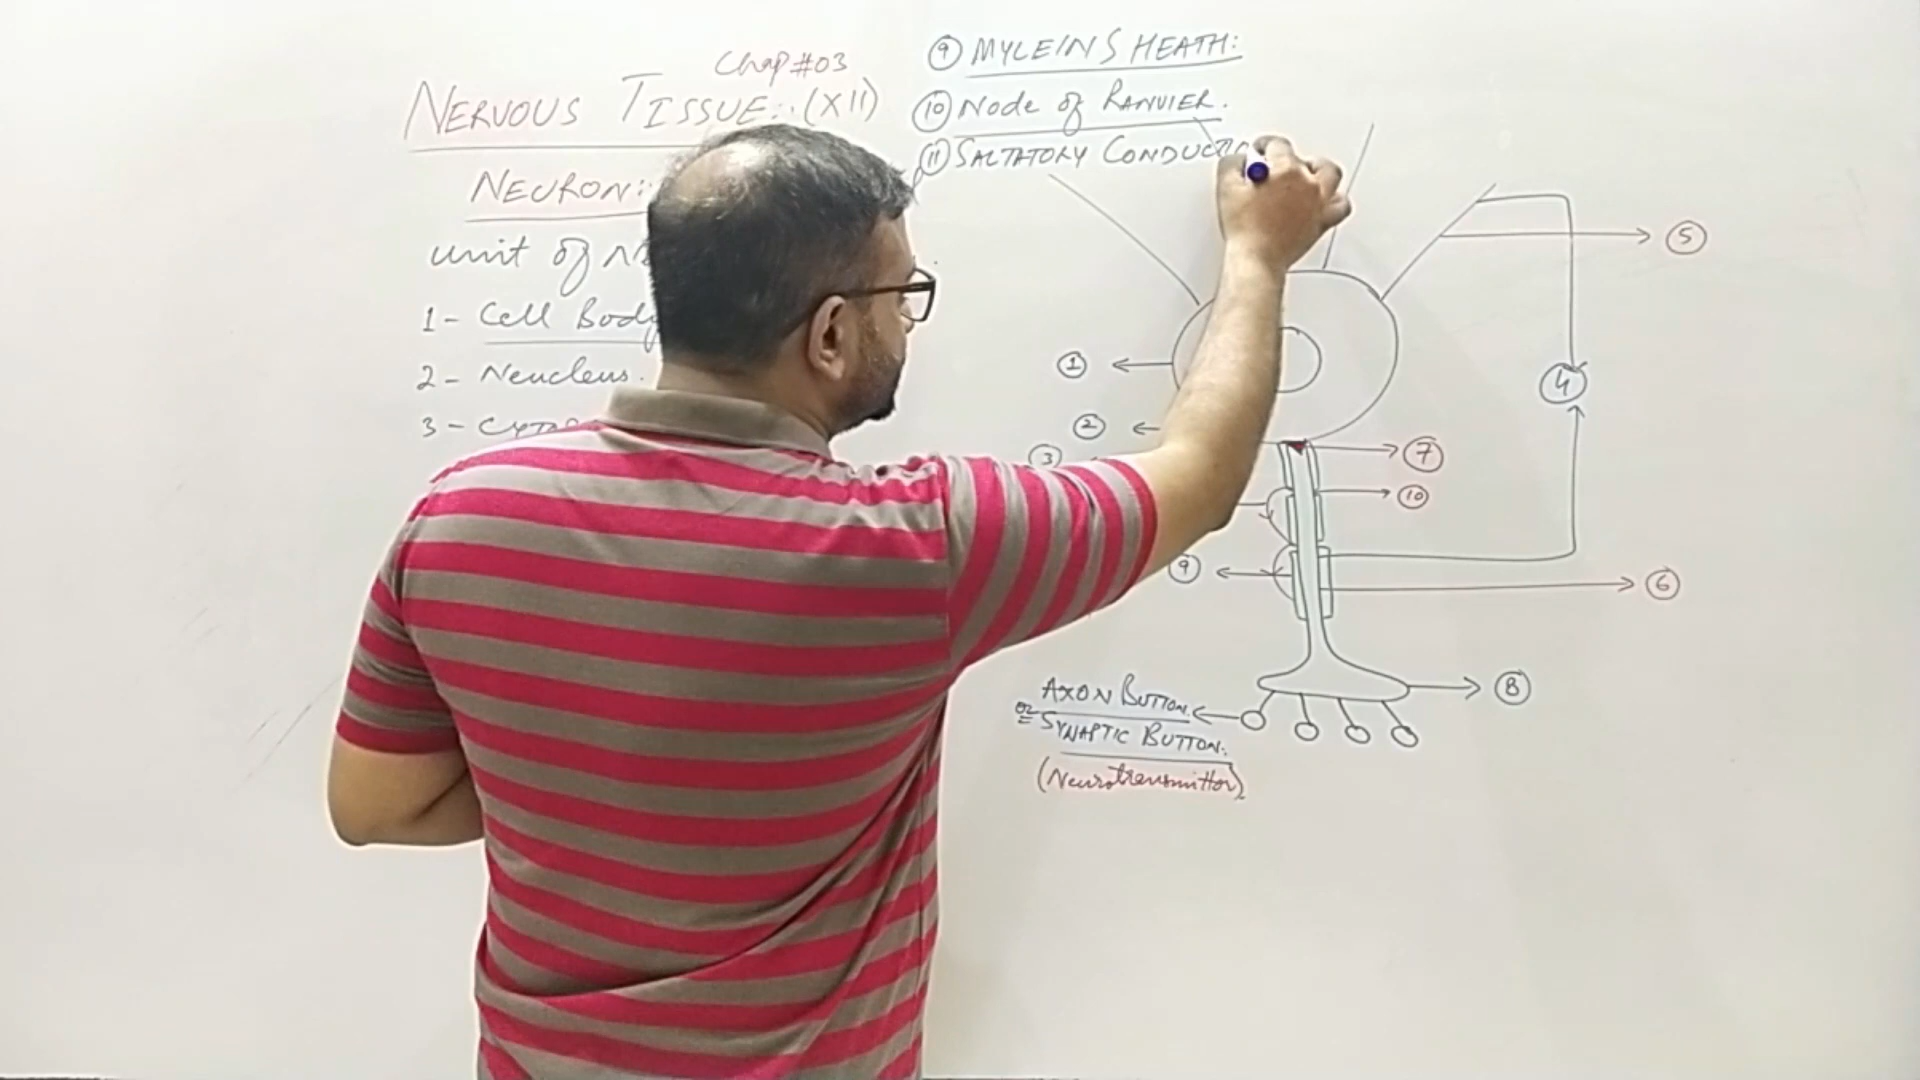 Chap#03
NERVOUS TISSUE:.(XII)
NEURON:
unit of
1- Cell Body
2- Neucleus.
3-
⑨ MYLEIN SHEATH:
⑩ Node of RANVIER.
⑪ SALTATORY CONDUCTIO
⑤
①
④
②
③
⑦
⑩
⑨
⑥
⑧
AXON BUTTON.
or SYNAPTIC BUTTON:
(Neurotransmittor)